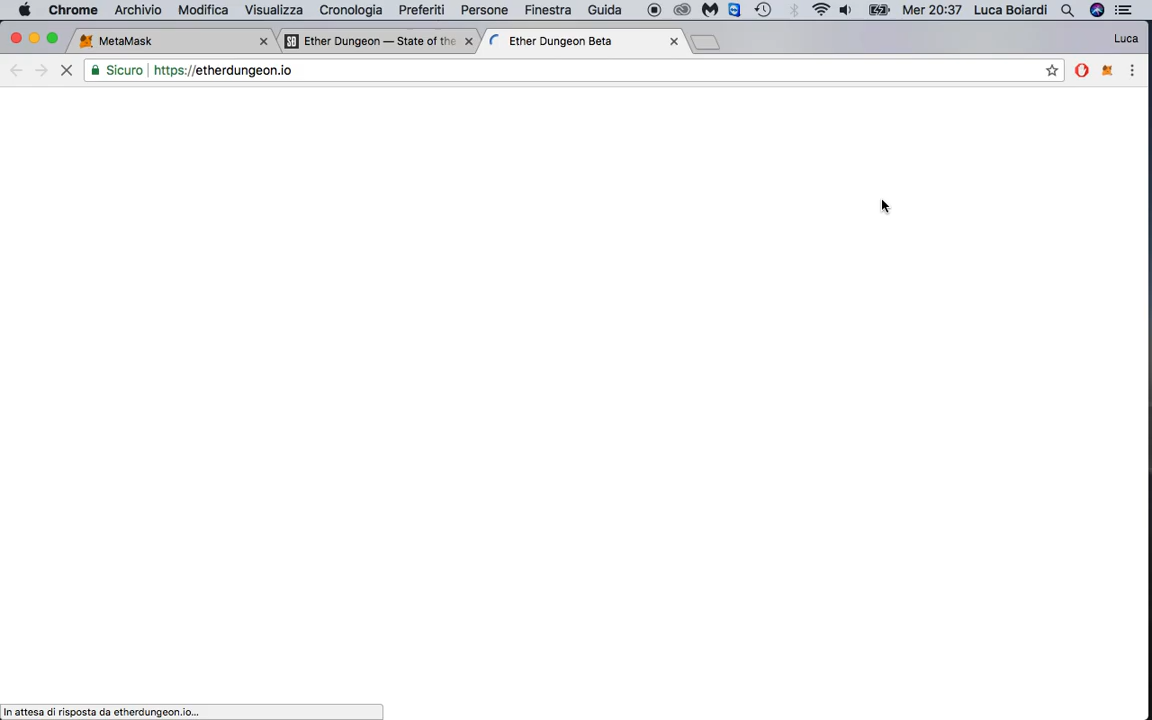 Chrome Archivio Modifica Visualizza Cronologia Preferiti Persone Finestra Guida Mer 20:37 Luca Boiardi
MetaMask Ether Dungeon — State of the Ether Dungeon Beta Luca
Sicuro https://etherdungeon.io
In attesa di risposta da etherdungeon.io...